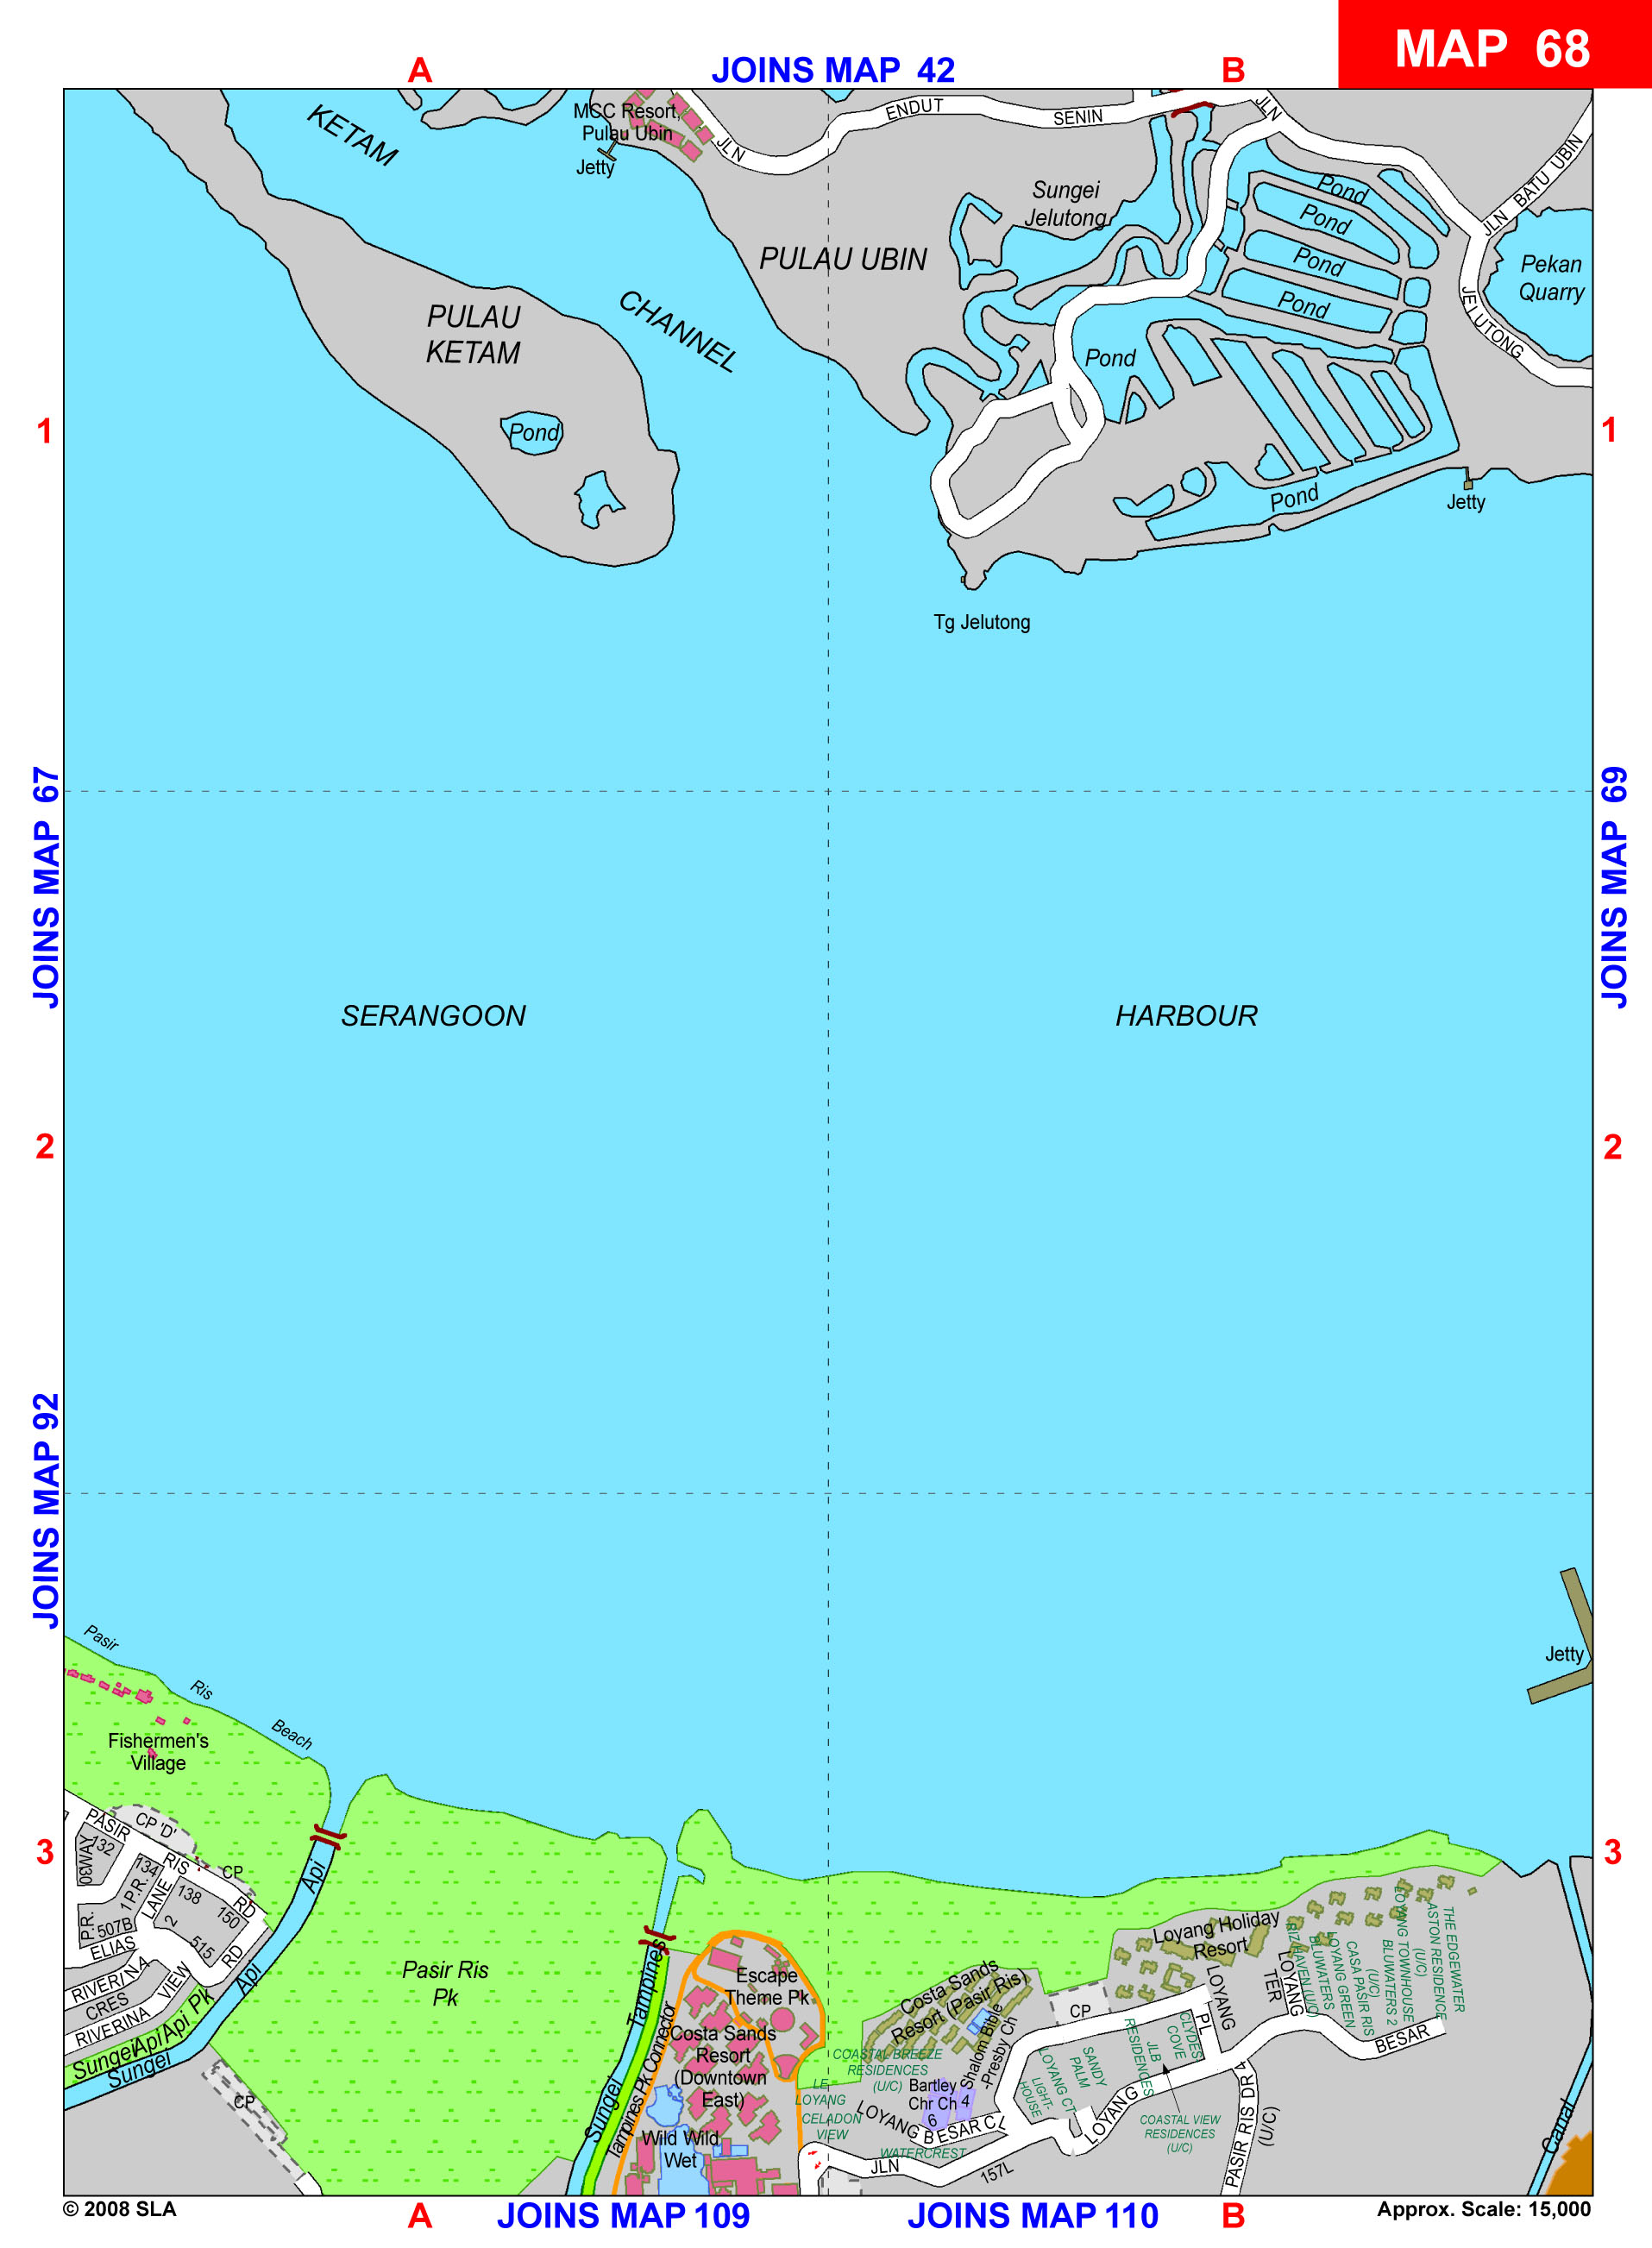 MAP 68
A
JOINS MAP 42
B
KETAM
MCC Resort,
Pulau Ubin
Jetty
JLN
ENDUT
SENIN
JLN
JLN BATU UBIN
Sungei
Jelutong
Pond
Pond
Pond
Pond
PULAU UBIN
Pekan
Quarry
CHANNEL
PULAU
KETAM
JELUTONG
Pond
1
Pond
1
Pond
Jetty
Tg Jelutong
JOINS MAP 67
JOINS MAP 69
SERANGOON
HARBOUR
2
2
JOINS MAP 92
Pasir
Ris
Beach
Jetty
Fishermen's
Village
PASIR
RIS
RD
CP 'D'
CP
3
3
132
134
138
150
507B
515
P.R.
1 P.R.
LANE
2
ELIAS
RD
RIVERINA
CRES
RIVERINA VIEW
Api
Api
Sungei Api Api Pk
Sungei
CP
Pasir Ris
Pk
Tampines
Sungei
Tampines Pk Connector
Escape
Theme Pk
Costa Sands
Resort
(Downtown
East)
Wild Wild
Wet
Costa Sands
Resort (Pasir Ris)
COASTAL BREEZE
RESIDENCES
(U/C)
LE
LOYANG
CELADON
VIEW
WATERCREST
Bartley
Chr Ch
4
6
Shalom Bible
-Presby Ch
LOYANG BESAR CL
JLN
157L
LOYANG
BESAR
CP
LIGHT-
HOUSE
LOYANG CT
SANDY
PALM
JLB
RESIDENCES
CLYDES
COVE
COASTAL VIEW
RESIDENCES
(U/C)
LOYANG
PL
Loyang Holiday
Resort
LOYANG
TER
RIZ HAVEN (U/C)
BLUWATERS
LOYANG GREEN
CASA PASIR RIS
(U/C)
BLUWATERS 2
LOYANG TOWNHOUSE
(U/C)
ASTON RESIDENCE
THE EDGEWATER
PASIR RIS DR 4
(U/C)
Canal
© 2008 SLA
A
JOINS MAP 109
JOINS MAP 110
B
Approx. Scale: 15,000